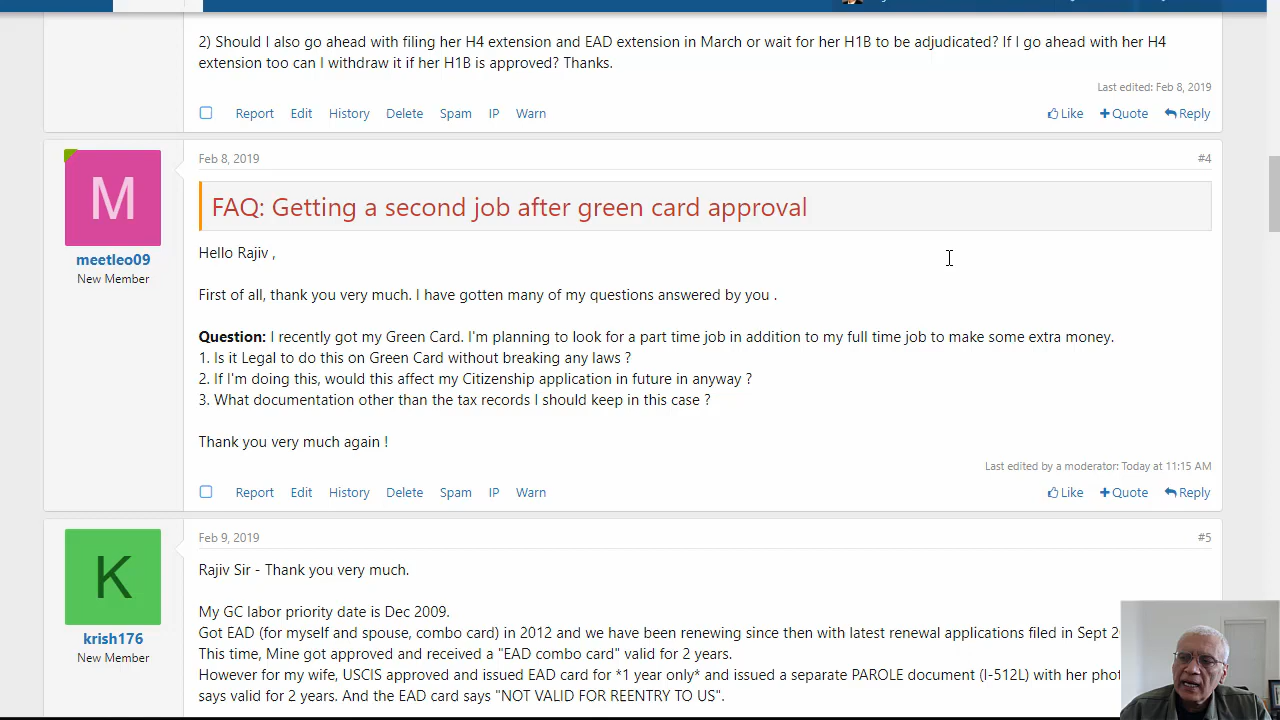 2) Should I also go ahead with filing her H4 extension and EAD extension in March or wait for her H1B to be adjudicated? If I go ahead with her H4
extension too can I withdraw it if her H1B is approved? Thanks.
Last edited: Feb 8, 2019
Report Edit History Delete Spam IP Warn Like + Quote Reply
Feb 8, 2019 #4
M
meetleo09
New Member
FAQ: Getting a second job after green card approval
Hello Rajiv ,
First of all, thank you very much. I have gotten many of my questions answered by you .
Question: I recently got my Green Card. I'm planning to look for a part time job in addition to my full time job to make some extra money.
1. Is it Legal to do this on Green Card without breaking any laws ?
2. If I'm doing this, would this affect my Citizenship application in future in anyway ?
3. What documentation other than the tax records I should keep in this case ?
Thank you very much again !
Last edited by a moderator: Today at 11:15 AM
Report Edit History Delete Spam IP Warn Like + Quote Reply
Feb 9, 2019 #5
K
krish176
New Member
Rajiv Sir - Thank you very much.
My GC labor priority date is Dec 2009.
Got EAD (for myself and spouse, combo card) in 2012 and we have been renewing since then with latest renewal applications filed in Sept
This time, Mine got approved and received a "EAD combo card" valid for 2 years.
However for my wife, USCIS approved and issued EAD card for *1 year only* and issued a separate PAROLE document (I-512L) with her
says valid for 2 years. And the EAD card says "NOT VALID FOR REENTRY TO US".